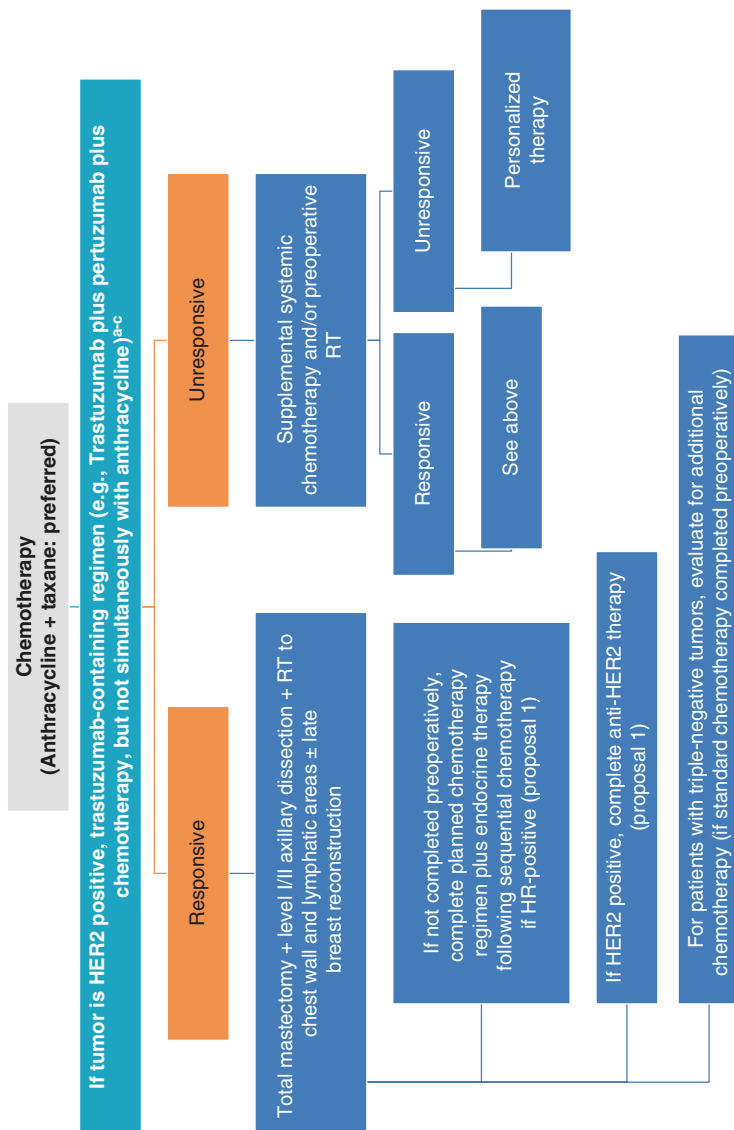 Chemotherapy
(Anthracycline + taxane: preferred)
If tumor is HER2 positive, trastuzumab-containing regimen (e.g., Trastuzumab plus pertuzumab plus
chemotherapy, but not simultaneously with anthracycline)a-c
Responsive
Total mastectomy + level I/II axillary dissection + RT to
chest wall and lymphatic areas ± late
breast reconstruction
If not completed preoperatively,
complete planned chemotherapy
regimen plus endocrine therapy
following sequential chemotherapy
if HR-positive (proposal 1)
If HER2 positive, complete anti-HER2 therapy
(proposal 1)
For patients with triple-negative tumors, evaluate for additional
chemotherapy (if standard chemotherapy completed preoperatively)
Unresponsive
Supplemental systemic
chemotherapy and/or preoperative
RT
Responsive
See above
Unresponsive
Personalized
therapy